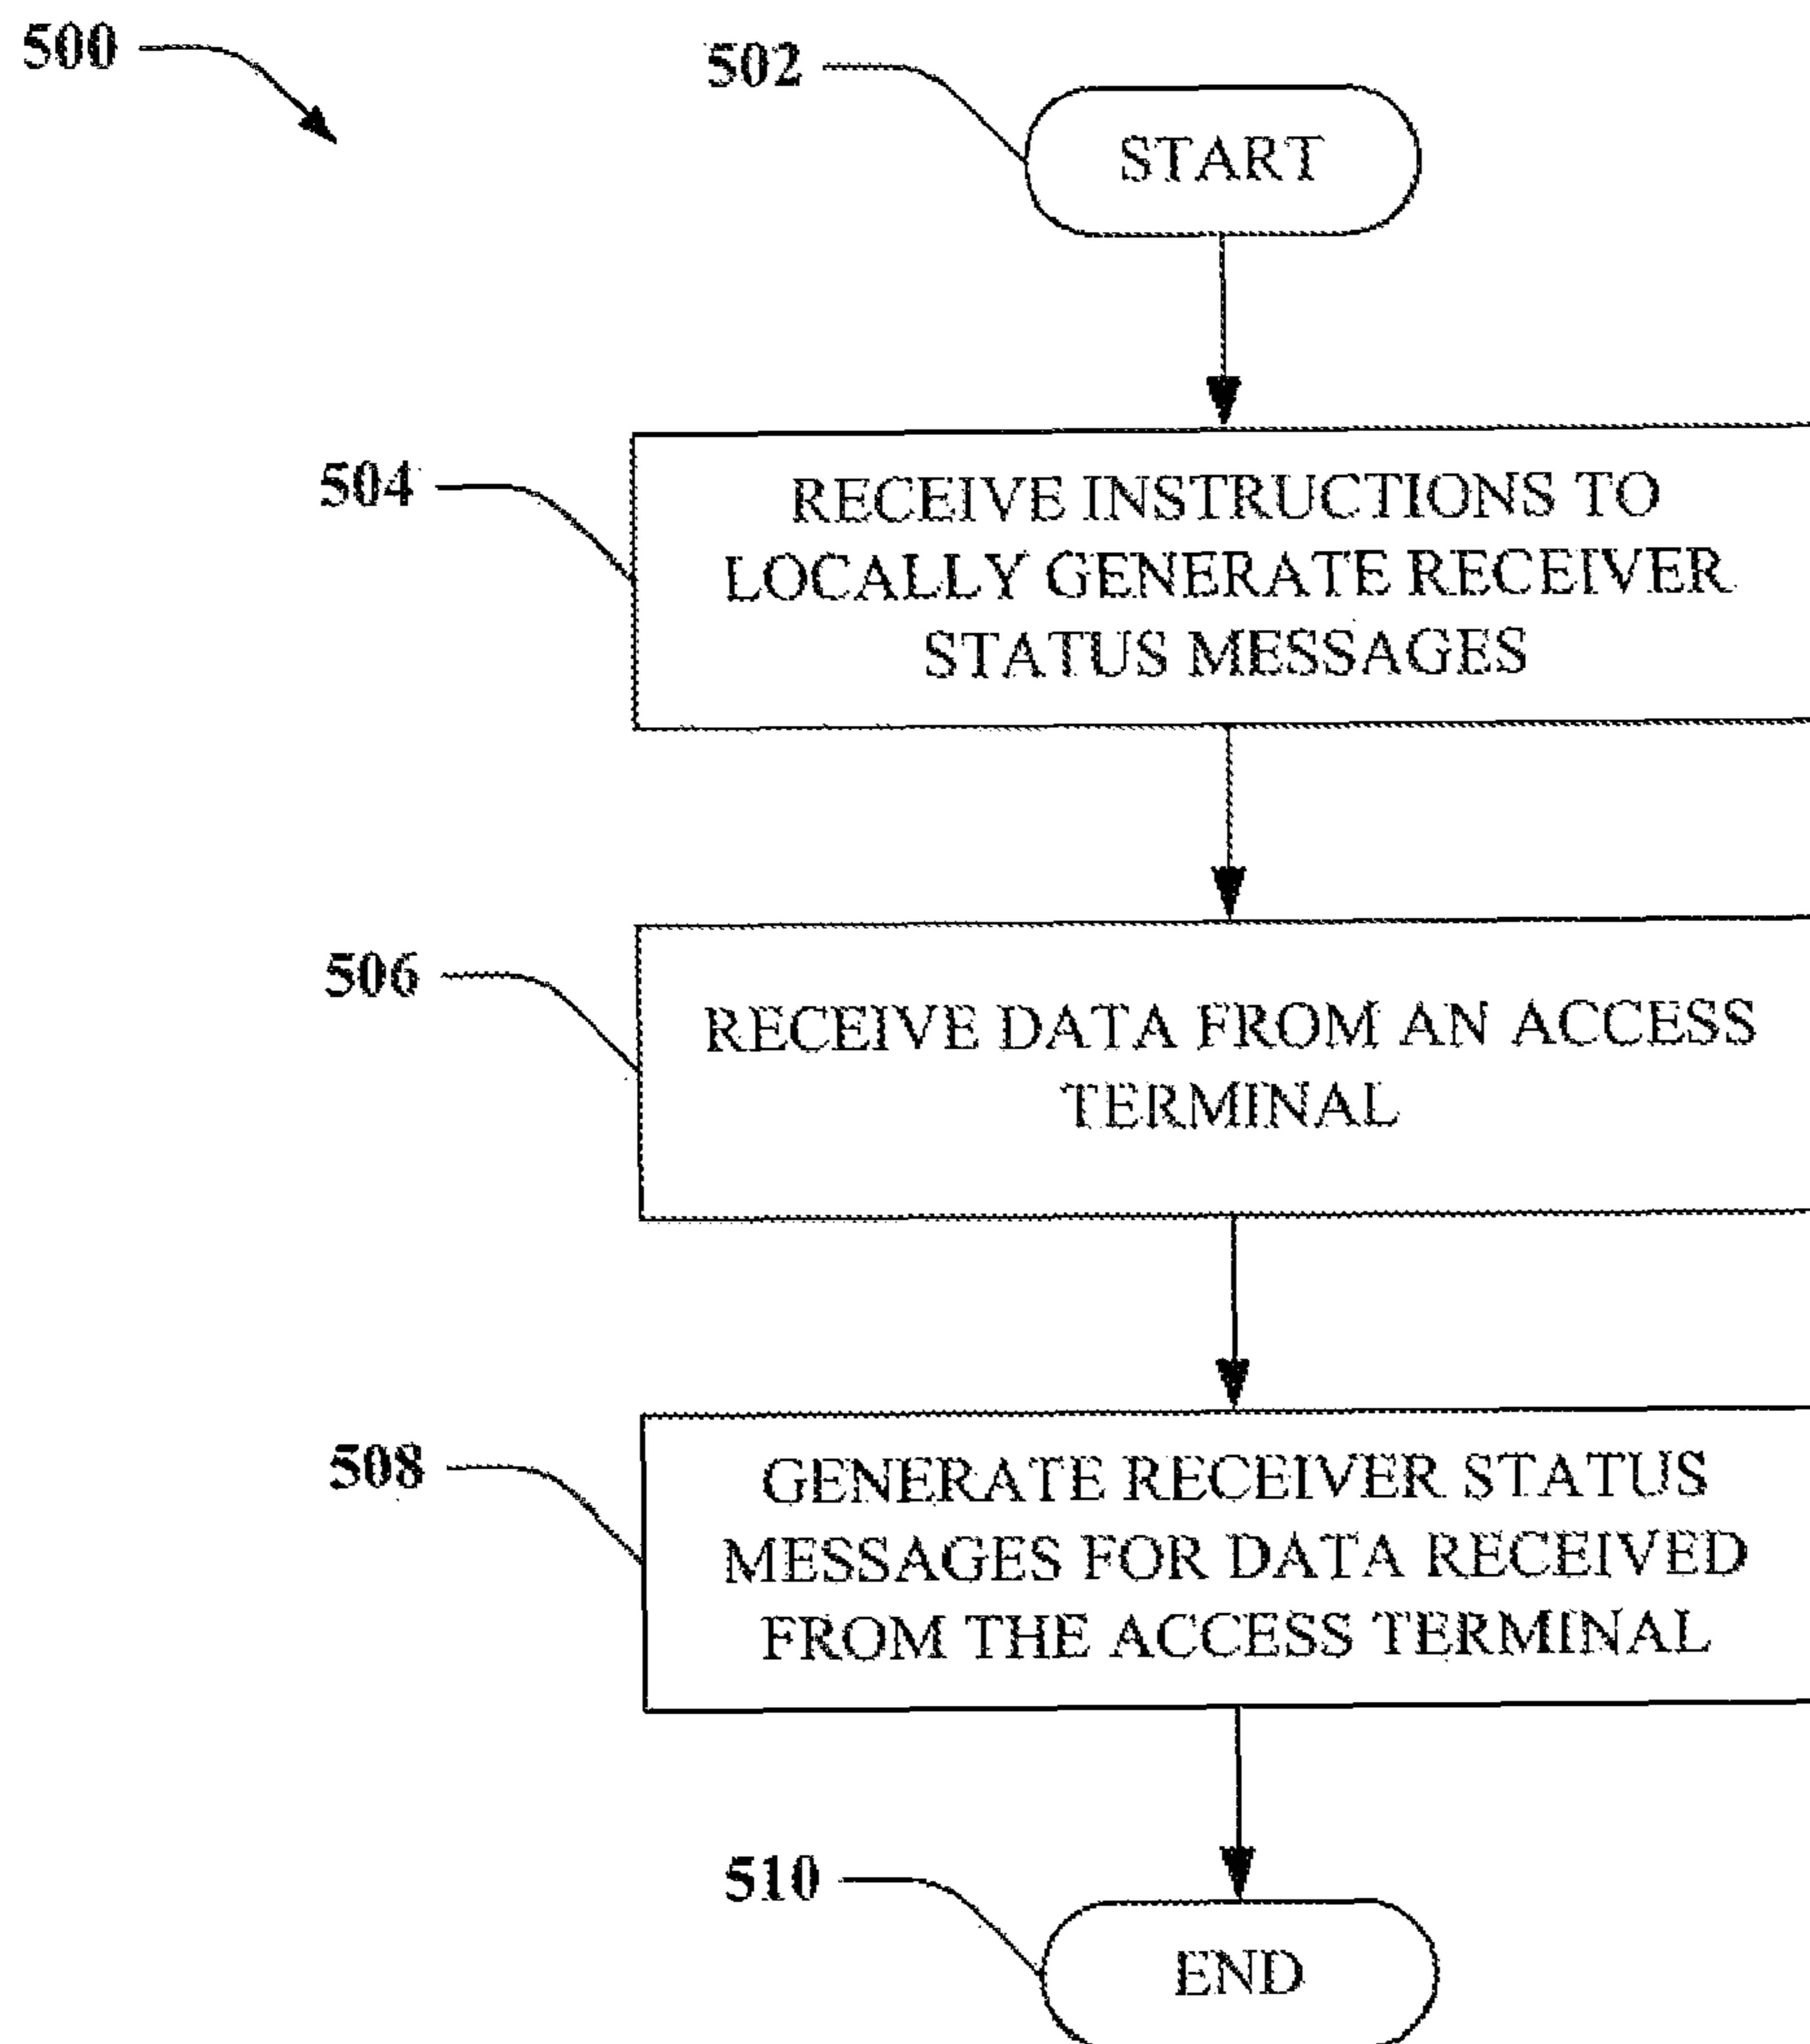 500
502
START
504
RECEIVE INSTRUCTIONS TO
LOCALLY GENERATE RECEIVER
STATUS MESSAGES
506
RECEIVE DATA FROM AN ACCESS
TERMINAL
508
GENERATE RECEIVER STATUS
MESSAGES FOR DATA RECEIVED
FROM THE ACCESS TERMINAL
510
END